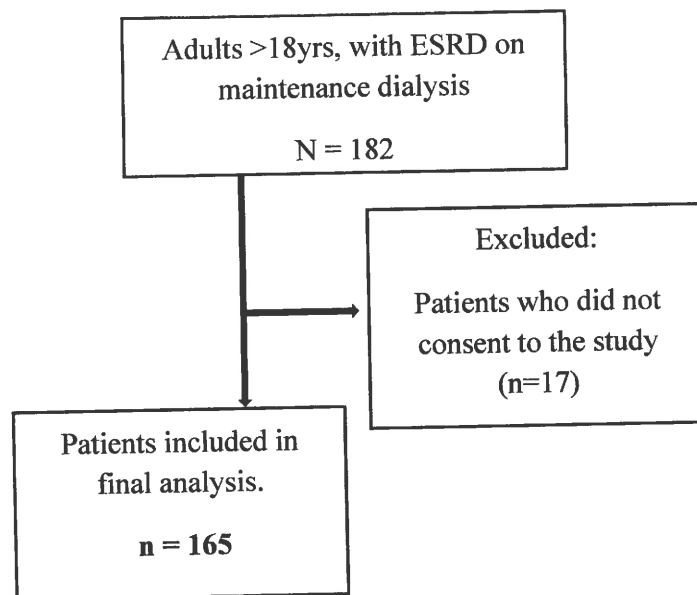 Adults >18yrs, with ESRD on
maintenance dialysis
N = 182
Excluded:
Patients who did not
consent to the study
(n=17)
Patients included in
final analysis.
n = 165